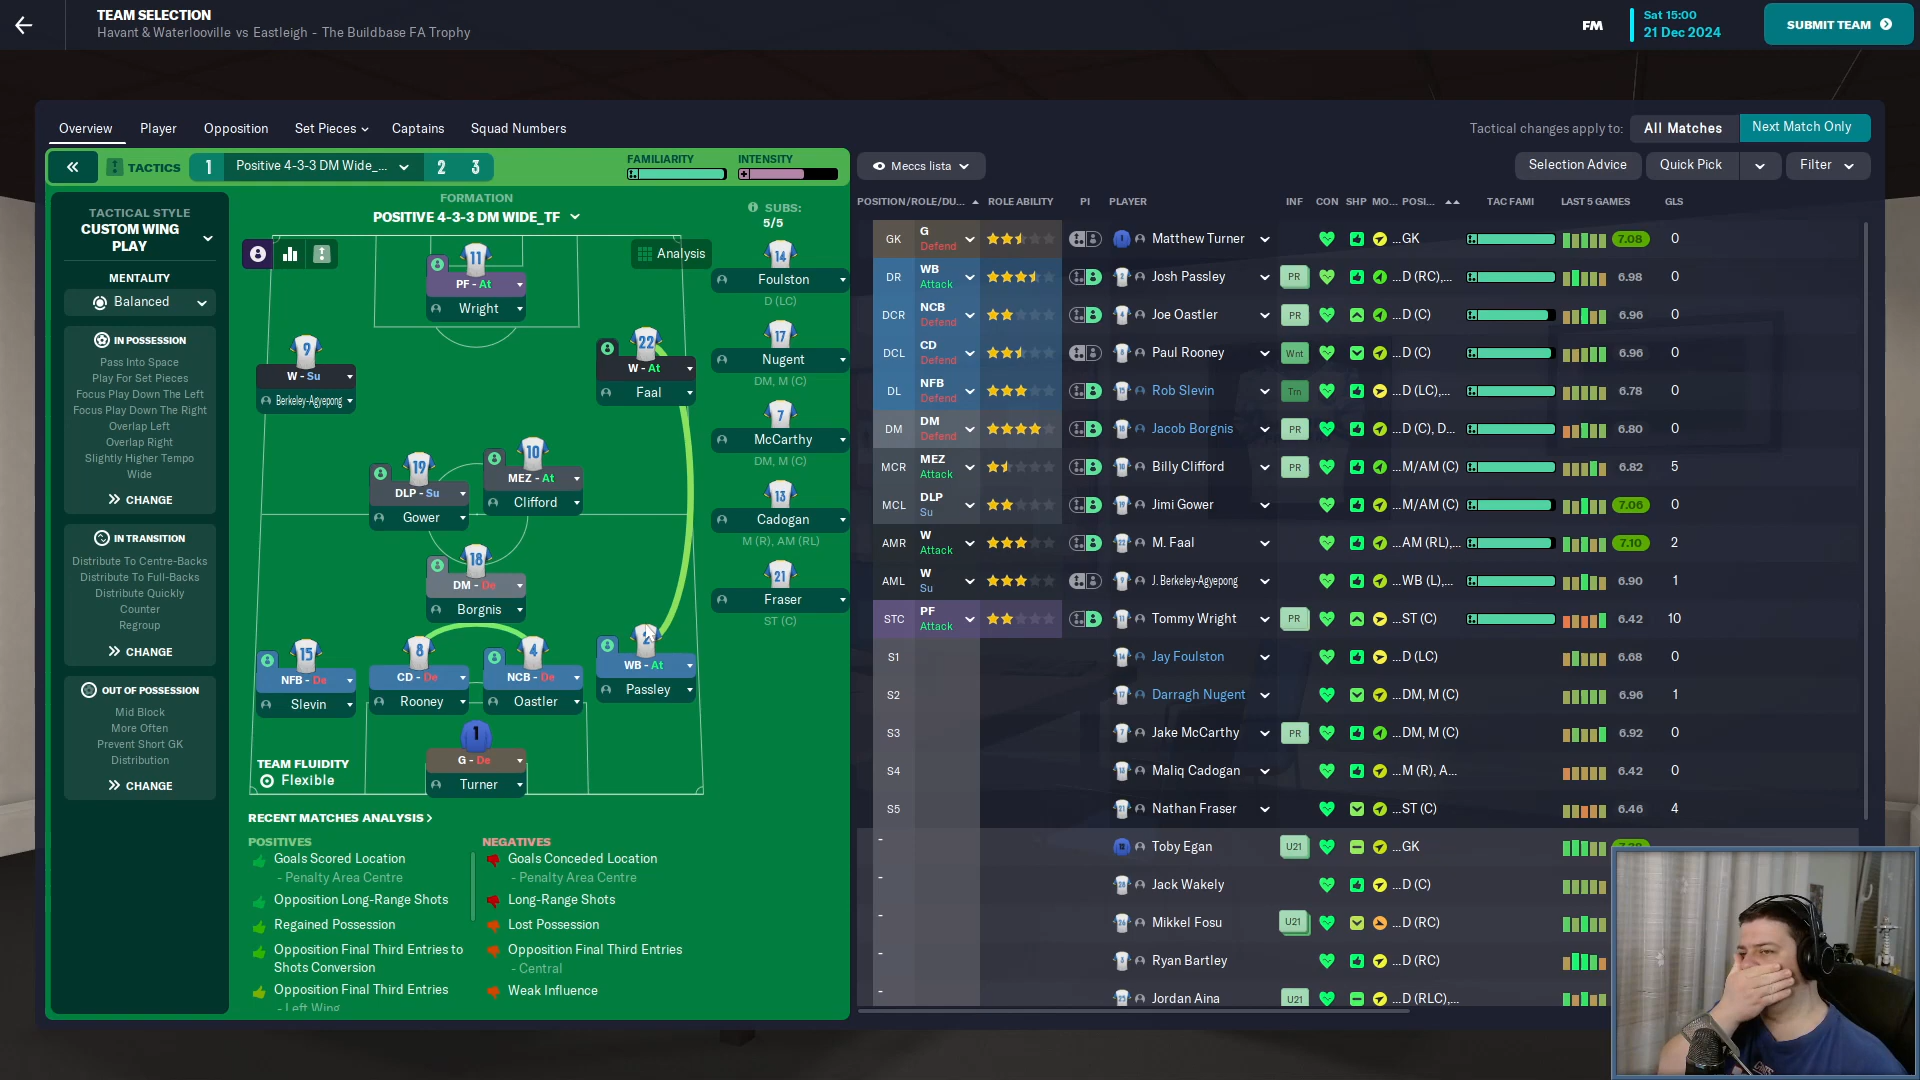 TEAM SELECTION
Havant & Waterlooville vs Eastleigh - The Buildbase FA Trophy
FM
Sat 15:00
21 Dec 2024
SUBMIT TEAM
Overview
Player
Opposition
Set Pieces
Captains
Squad Numbers
Tactical changes apply to:
All Matches
Next Match Only
TACTICS
1
Positive 4-3-3 DM Wide_...
2
3
FAMILIARITY
INTENSITY
Meccs lista
Selection Advice
Quick Pick
Filter
TACTICAL STYLE
CUSTOM WING
PLAY
MENTALITY
Balanced
IN POSSESSION
Pass Into Space
Play For Set Pieces
Focus Play Down The Left
Focus Play Down The Right
Overlap Left
Overlap Right
Slightly Higher Tempo
Wide
CHANGE
IN TRANSITION
Distribute To Centre-Backs
Distribute To Full-Backs
Distribute Quickly
Counter
Regroup
CHANGE
OUT OF POSSESSION
Mid Block
More Often
Prevent Short GK
Distribution
CHANGE
FORMATION
POSITIVE 4-3-3 DM WIDE_TF
Analysis
11
PF - At
Wright
9
W - Su
Berkeley-Agyepong
22
W - At
Faal
19
DLP - Su
Gower
10
MEZ - At
Clifford
18
DM - De
Borgnis
15
NFB - De
Slevin
8
CD - De
Rooney
4
NCB - De
Oastler
2
WB - At
Passley
1
G - De
Turner
TEAM FLUIDITY
Flexible
SUBS:
5/5
14
Foulston
D (LC)
17
Nugent
DM, M (C)
7
McCarthy
DM, M (C)
13
Cadogan
M (R), AM (RL)
21
Fraser
ST (C)
RECENT MATCHES ANALYSIS
POSITIVES
Goals Scored Location
- Penalty Area Centre
Opposition Long-Range Shots
Regained Possession
Opposition Final Third Entries to
Shots Conversion
Opposition Final Third Entries
- Left Wing
NEGATIVES
Goals Conceded Location
- Penalty Area Centre
Long-Range Shots
Lost Possession
Opposition Final Third Entries
- Central
Weak Influence
POSITION/ROLE/DU... ROLE ABILITY PI PLAYER INF CON SHP MO... POSI... TAC FAMI LAST 5 GAMES GLS
GK G Defend Matthew Turner ...GK 7.08 0
DR WB Attack Josh Passley PR ...D (RC),... 6.98 0
DCR NCB Defend Joe Oastler PR ...D (C) 6.96 0
DCL CD Defend Paul Rooney Wnt ...D (C) 6.96 0
DL NFB Defend Rob Slevin Trn ...D (LC),... 6.78 0
DM DM Defend Jacob Borgnis PR ...D (C), D... 6.80 0
MCR MEZ Attack Billy Clifford PR ...M/AM (C) 6.82 5
MCL DLP Su Jimi Gower ...M/AM (C) 7.06 0
AMR W Attack M. Faal ...AM (RL),... 7.10 2
AML W Su J. Berkeley-Agyepong ...WB (L),... 6.90 1
STC PF Attack Tommy Wright PR ...ST (C) 6.42 10
S1 Jay Foulston ...D (LC) 6.68 0
S2 Darragh Nugent ...DM, M (C) 6.96 1
S3 Jake McCarthy PR ...DM, M (C) 6.92 0
S4 Maliq Cadogan ...M (R), A... 6.42 0
S5 Nathan Fraser ...ST (C) 6.46 4
- Toby Egan U21 ...GK
- Jack Wakely ...D (C)
- Mikkel Fosu U21 ...D (RC)
- Ryan Bartley ...D (RC)
- Jordan Aina U21 ...D (RLC),...